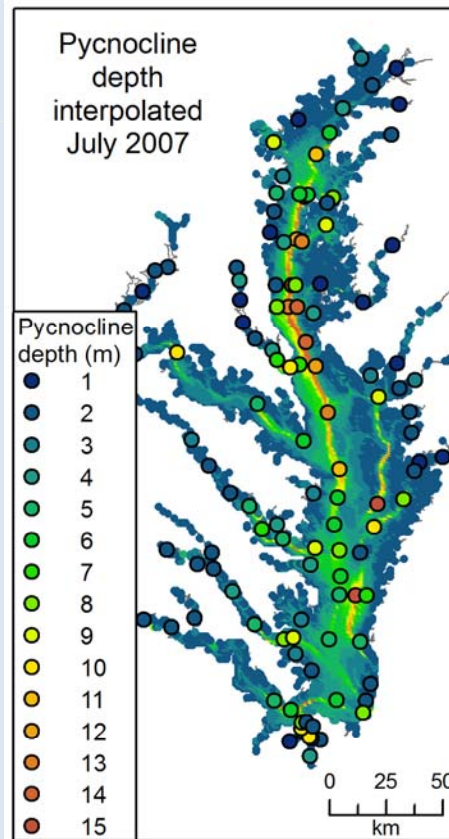 Pycnocline
depth
interpolated
July 2007
Pycnocline
depth (m)
1
2
3
4
5
6
7
8
9
10
11
12
13
14
15
0 25 50
km